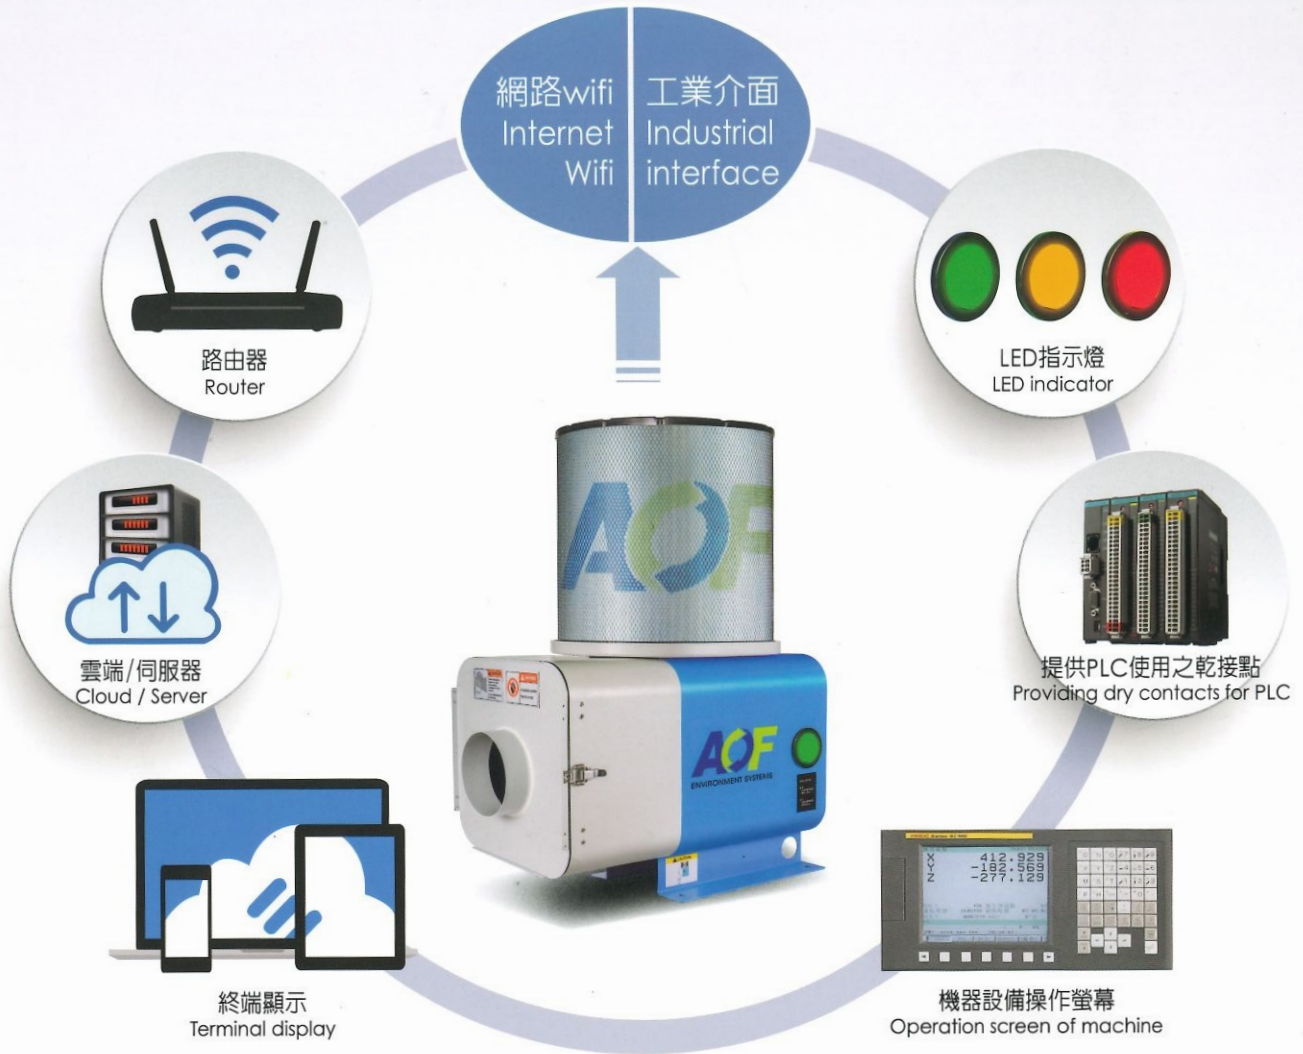 網路wifi
Internet
Wifi
工業介面
Industrial
interface
路由器
Router
LED指示燈
LED indicator
雲端/伺服器
Cloud / Server
提供PLC使用之乾接點
Providing dry contacts for PLC
AOF
AOF
ENVIRONMENT SYSTEMS
X 412.929
Y -182.569
Z -277.129
終端顯示
Terminal display
機器設備操作螢幕
Operation screen of machine